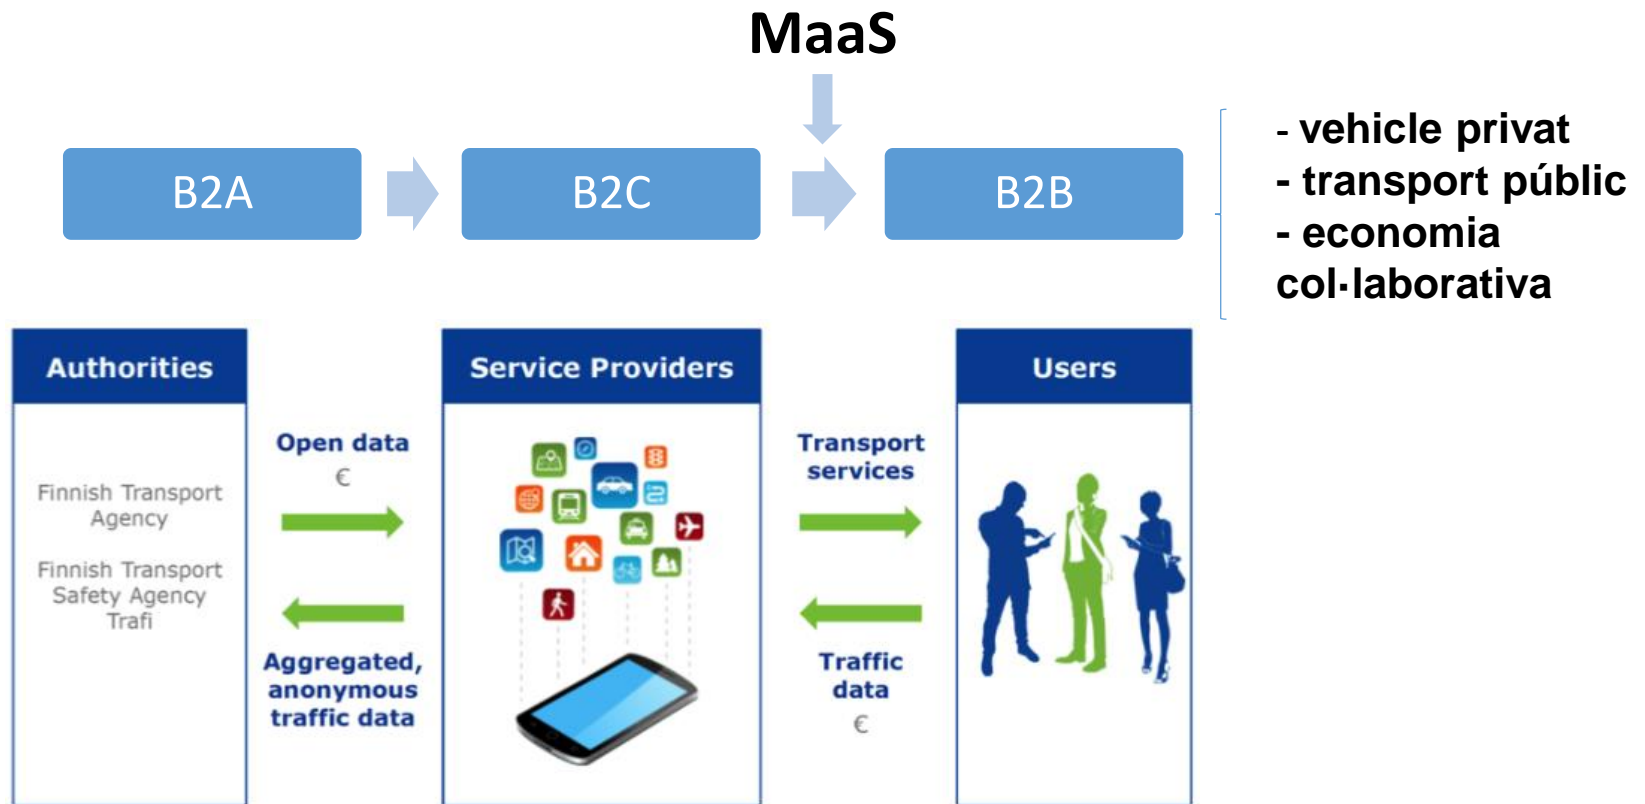 MaaS
B2A
B2C
B2B
- vehicle privat
- transport públic
- economia
col·laborativa
Authorities
Finnish Transport
Agency
Finnish Transport
Safety Agency
Trafi
Open data
€
Aggregated,
anonymous
traffic data
Service Providers
Transport
services
Traffic
data
€
Users